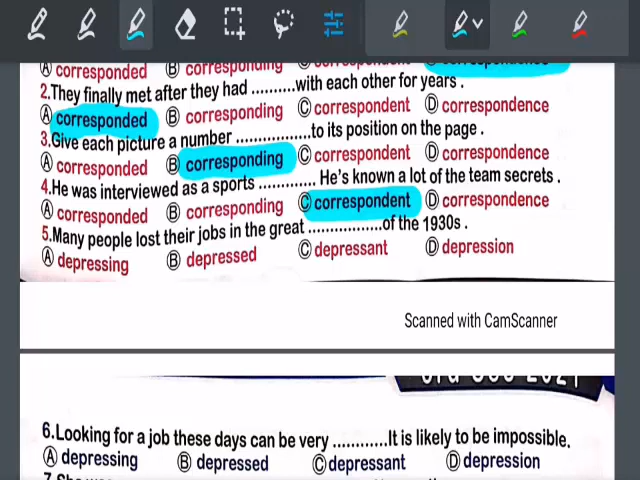 Ⓐ corresponded Ⓑ corresponding Ⓒ correspondent Ⓓ correspondence
2.They finally met after they had ..........with each other for years .
Ⓐ corresponded Ⓑ corresponding Ⓒ correspondent Ⓓ correspondence
3.Give each picture a number .................to its position on the page .
Ⓐ corresponded Ⓑ corresponding Ⓒ correspondent Ⓓ correspondence
4.He was interviewed as a sports ............. He's known a lot of the team secrets .
Ⓐ corresponded Ⓑ corresponding Ⓒ correspondent Ⓓ correspondence
5.Many people lost their jobs in the great .................of the 1930s .
Ⓐ depressing Ⓑ depressed Ⓒ depressant Ⓓ depression
Scanned with CamScanner
6.Looking for a job these days can be very ............It is likely to be impossible.
Ⓐ depressing Ⓑ depressed Ⓒ depressant Ⓓ depression